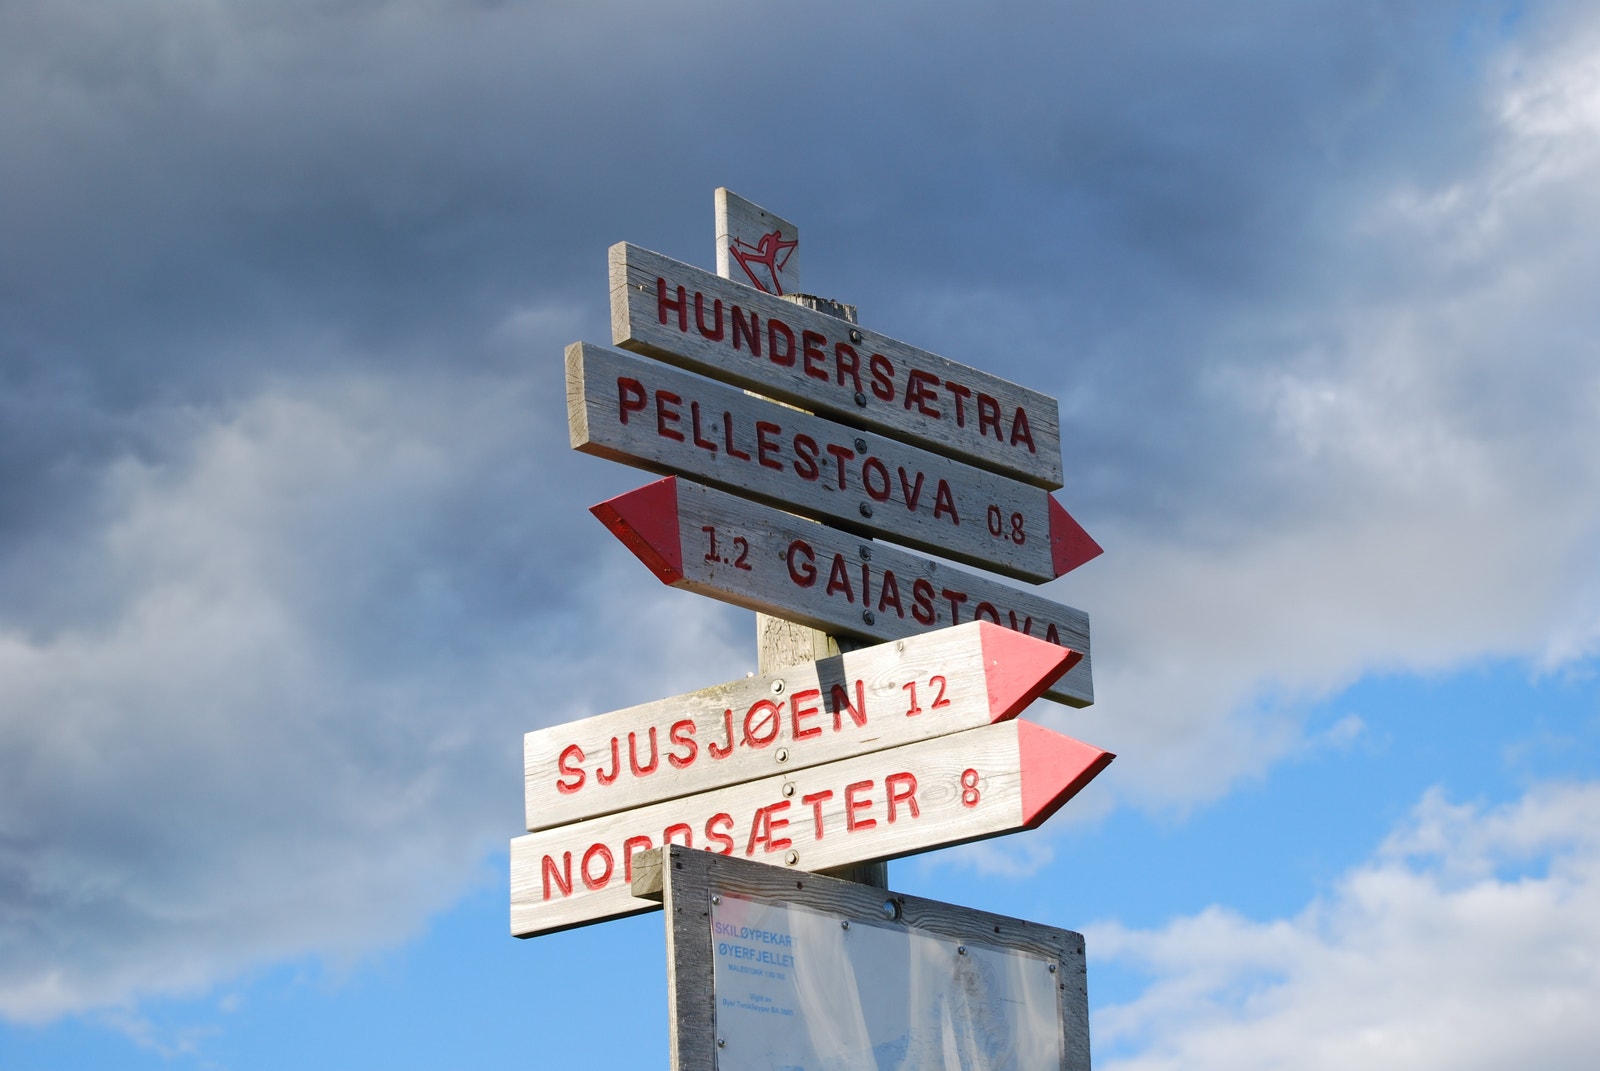 HUNDERSÆTRA
PELLESTOVA 0.8
1.2 GAIASTOVA
SJUSJØEN 12
NORDSÆTER 8
SKILØYPEKART
ØYERFJELLET